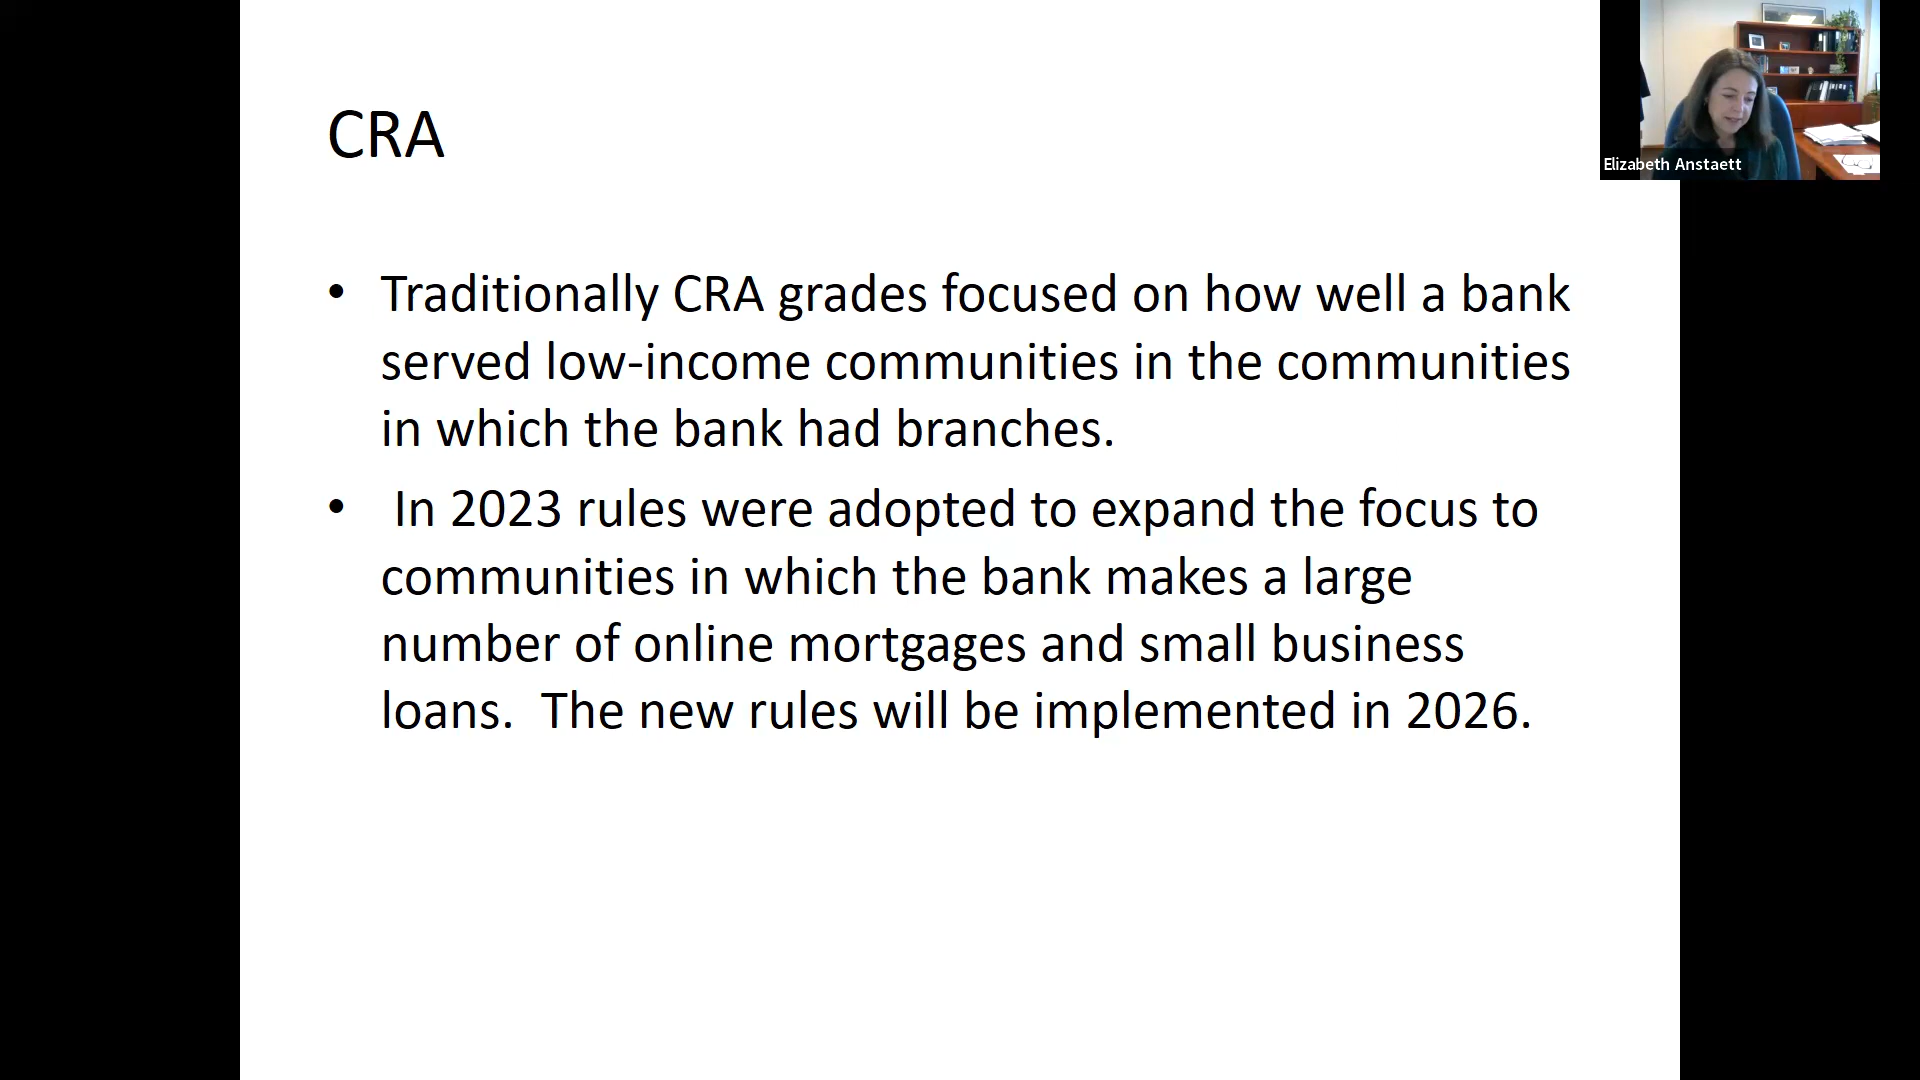 CRA
Elizabeth Anstaett
• Traditionally CRA grades focused on how well a bank
served low-income communities in the communities
in which the bank had branches.
• In 2023 rules were adopted to expand the focus to
communities in which the bank makes a large
number of online mortgages and small business
loans.  The new rules will be implemented in 2026.